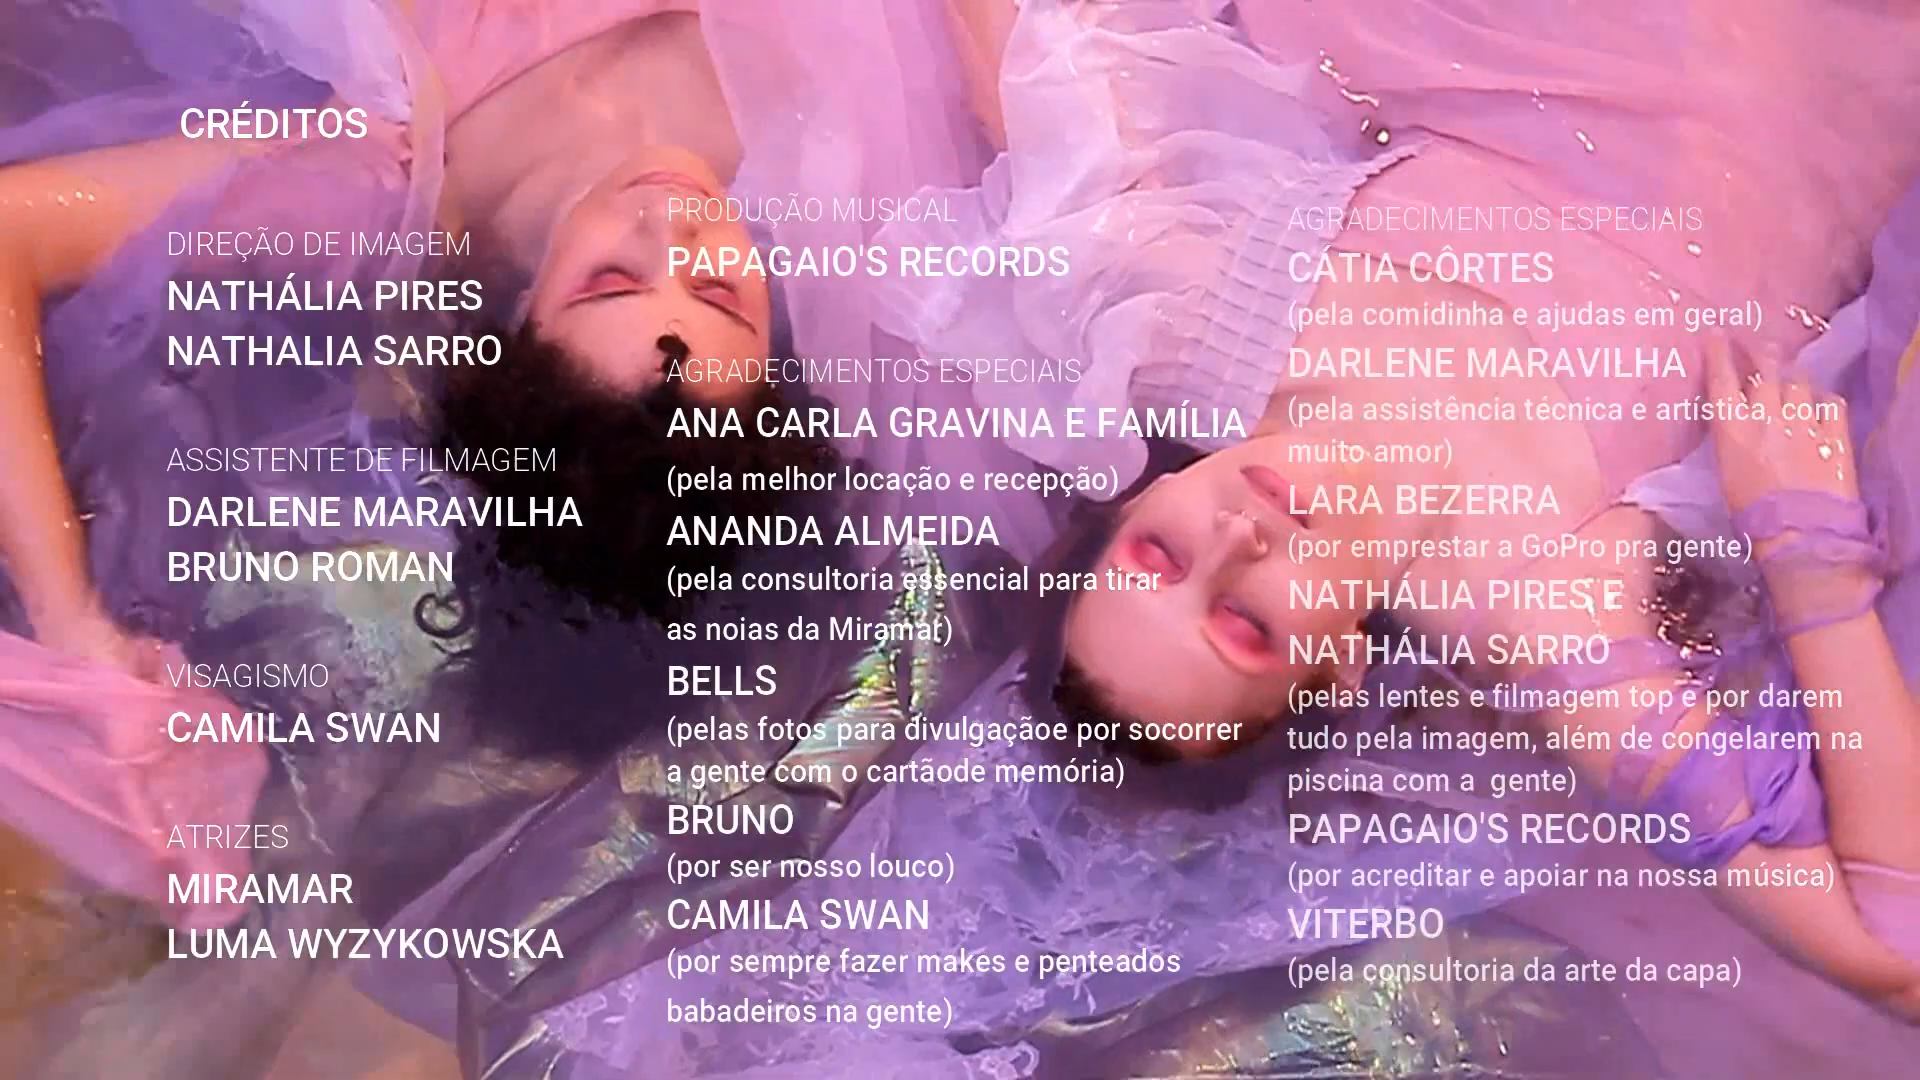 CRÉDITOS
DIREÇÃO DE IMAGEM
NATHÁLIA PIRES
NATHALIA SARRO
ASSISTENTE DE FILMAGEM
DARLENE MARAVILHA
BRUNO ROMAN
VISAGISMO
CAMILA SWAN
ATRIZES
MIRAMAR
LUMA WYZYKOWSKA
PRODUÇÃO MUSICAL
PAPAGAIO'S RECORDS
AGRADECIMENTOS ESPECIAIS
ANA CARLA GRAVINA E FAMÍLIA
(pela melhor locação e recepção)
ANANDA ALMEIDA
(pela consultoria essencial para tirar
as noias da Miramar)
BELLS
(pelas fotos para divulgaçãoe por socorrer
a gente com o cartãode memória)
BRUNO
(por ser nosso louco)
CAMILA SWAN
(por sempre fazer makes e penteados
babadeiros na gente)
AGRADECIMENTOS ESPECIAIS
CÁTIA CÔRTES
(pela comidinha e ajudas em geral)
DARLENE MARAVILHA
(pela assistência técnica e artística, com
muito amor)
LARA BEZERRA
(por emprestar a GoPro pra gente)
NATHÁLIA PIRES E
NATHÁLIA SARRO
(pelas lentes e filmagem top e por darem
tudo pela imagem, além de congelarem na
piscina com a  gente)
PAPAGAIO'S RECORDS
(por acreditar e apoiar na nossa música)
VITERBO
(pela consultoria da arte da capa)